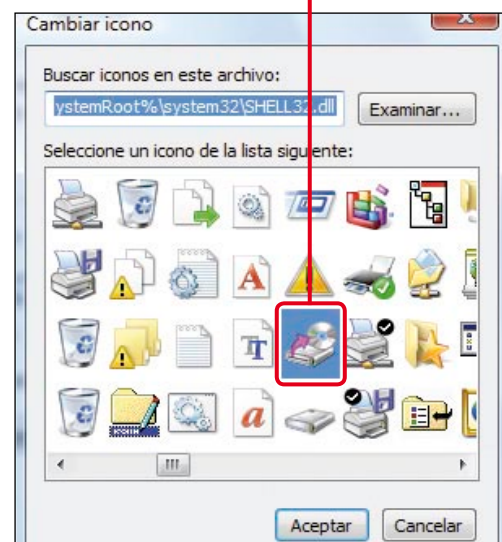 Cambiar icono
Buscar iconos en este archivo:
ystemRoot%\system32\SHELL32.dll
Examinar...
Seleccione un icono de la lista siguiente:
Aceptar
Cancelar